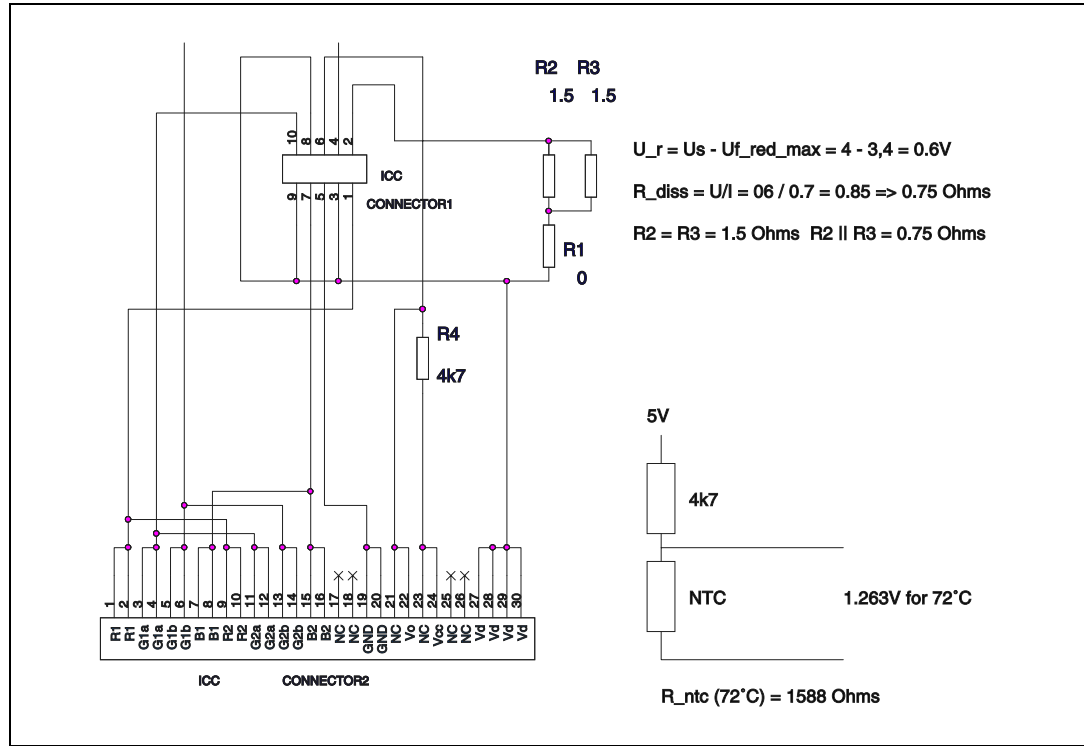 R2 R3
1.5 1.5
10 8 6 4 2
ICC
9 7 5 3 1
CONNECTOR1
U_r = Us - Uf_red_max = 4 - 3,4 = 0.6V
R_diss = U/I = 06 / 0.7 = 0.85 => 0.75 Ohms
R2 = R3 = 1.5 Ohms R2 || R3 = 0.75 Ohms
R1
0
R4
4k7
5V
4k7
NTC
1.263V for 72°C
R_ntc (72°C) = 1588 Ohms
1 2 3 4 5 6 7 8 9 10 11 12 13 14 15 16 17 18 19 20 21 22 23 24 25 26 27 28 29 30
R1 R1 G1a G1a G1b G1b B1 B1 R2 R2 G2a G2a G2b G2b B2 B2 NC NC GND GND NC Vc NC Vcc NC NC Vd Vd Vd Vd
ICC CONNECTOR2